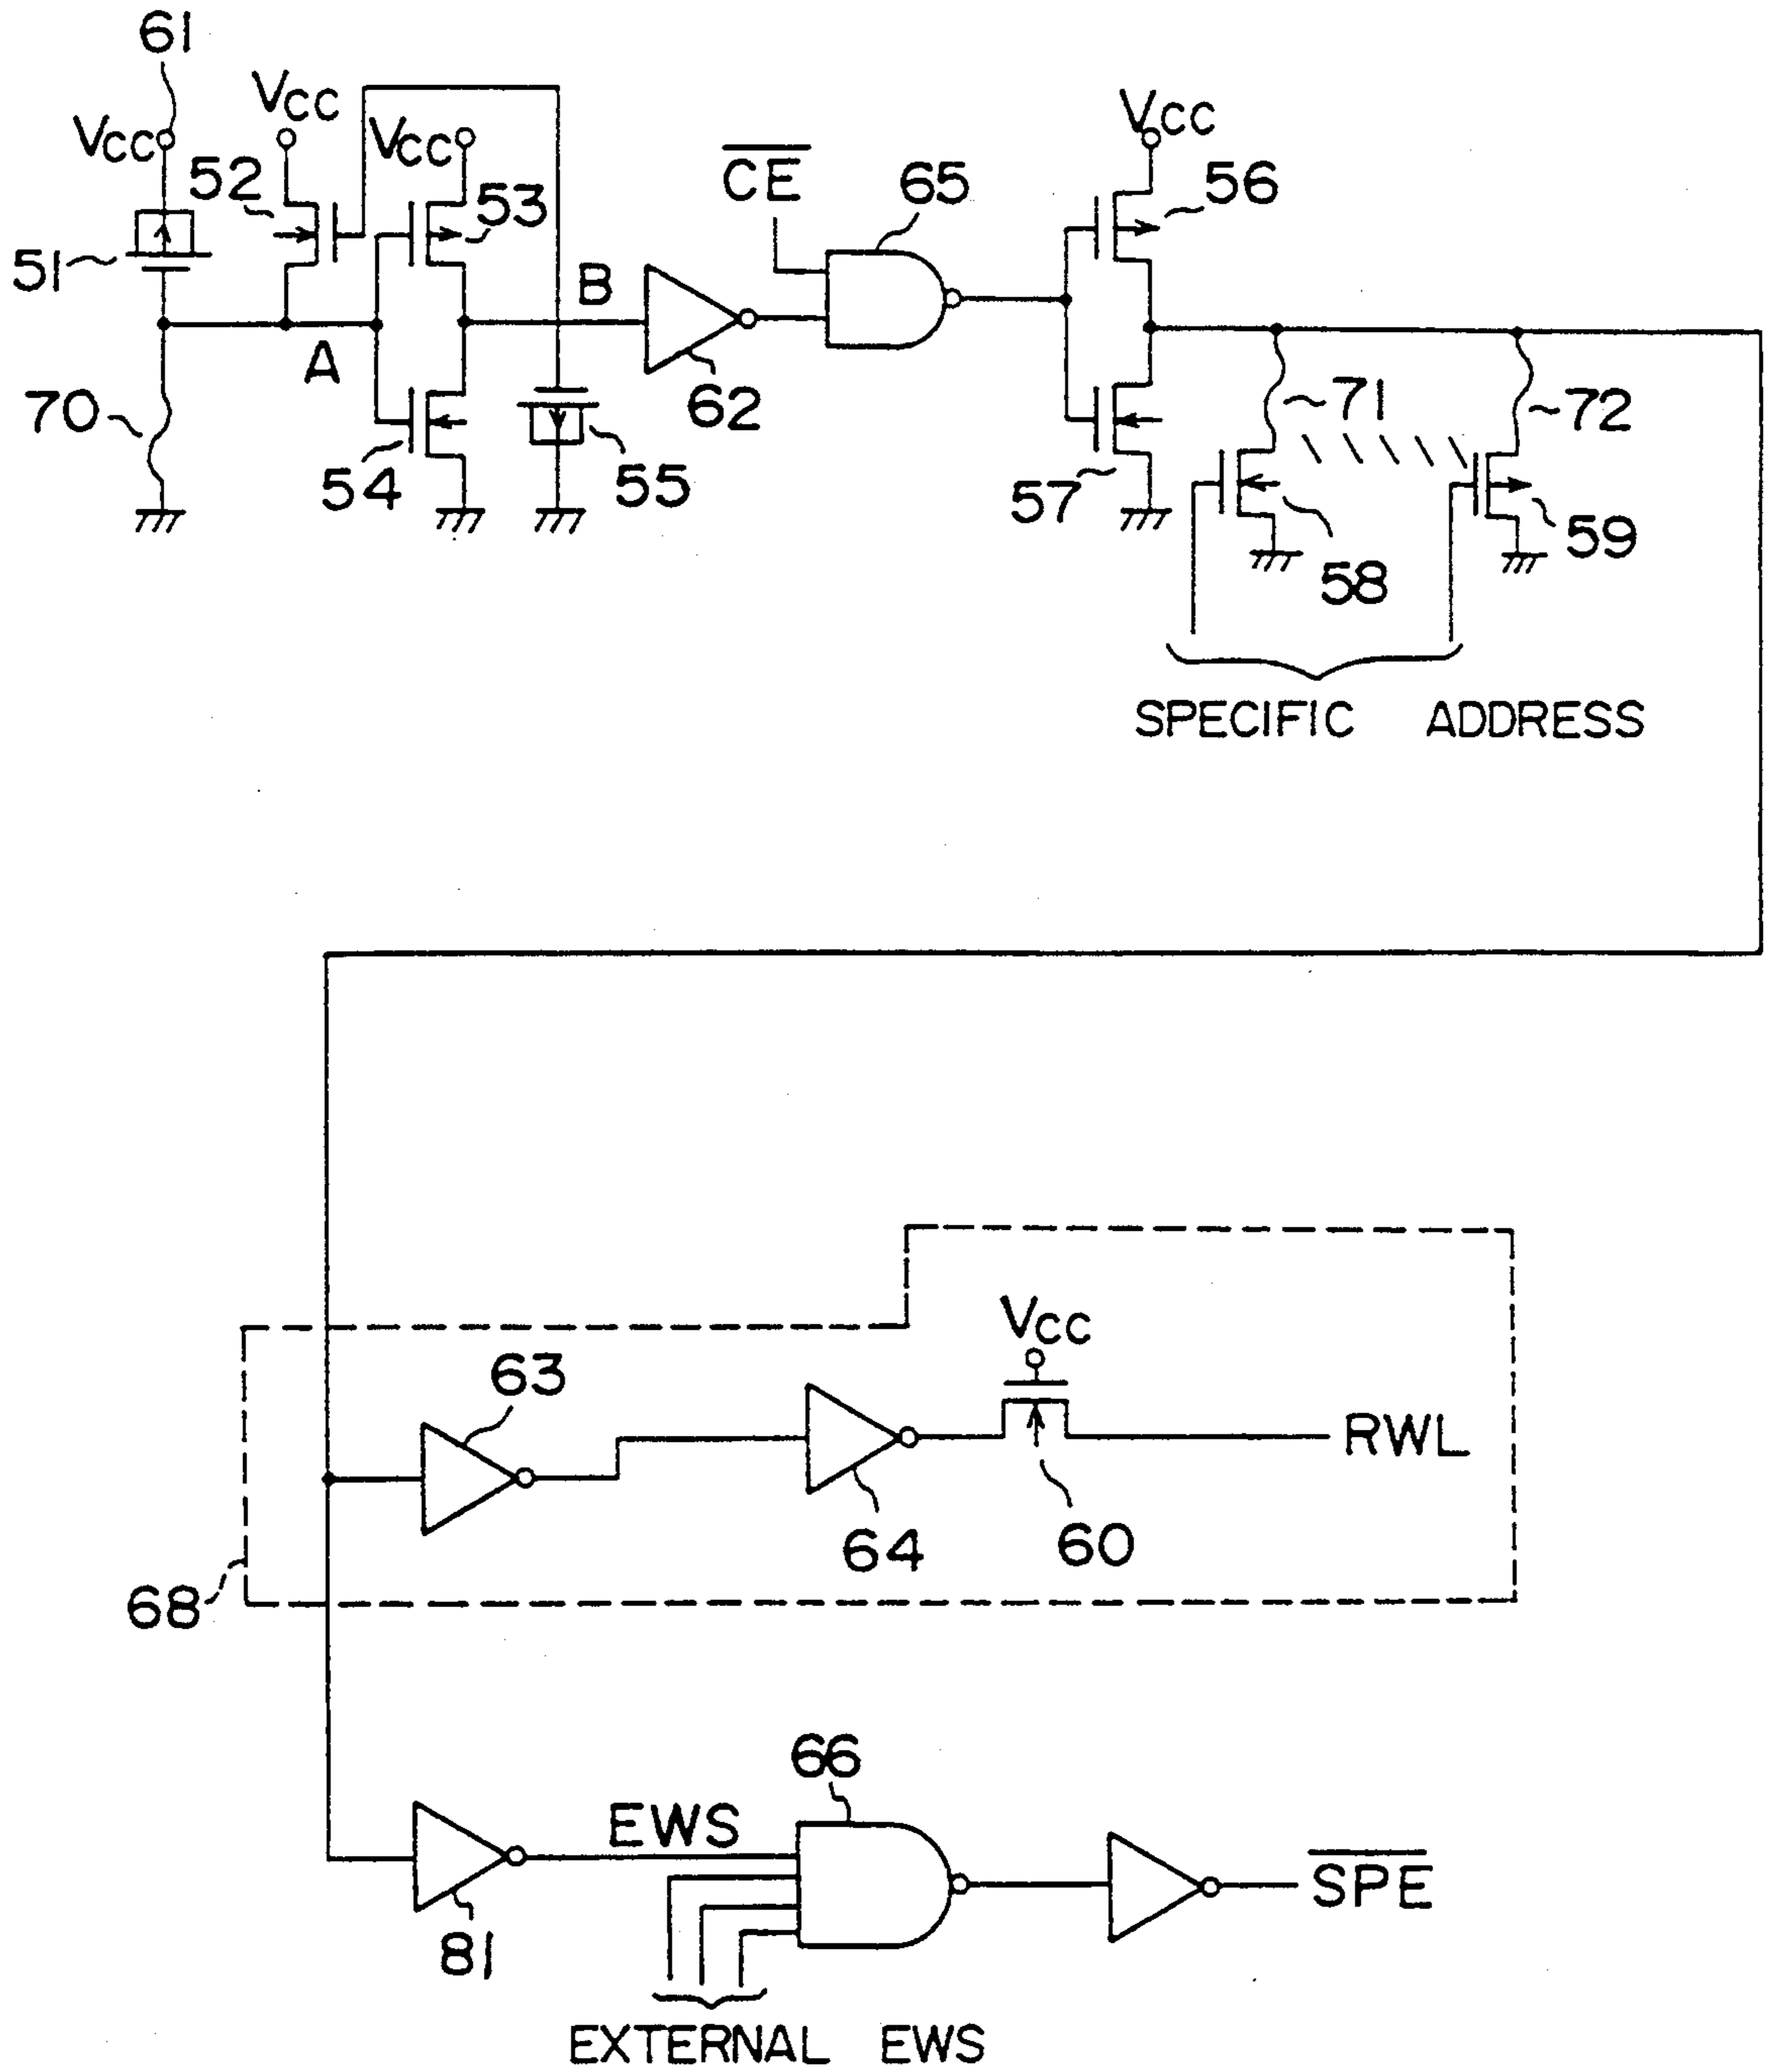 61
VCC
VCC
VCC
52
53
51
A
B
70
54
55
62
CE
65
VCC
56
57
71
72
58
59
SPECIFIC ADDRESS
68
63
64
VCC
60
RWL
81
EWS
66
SPE
EXTERNAL EWS